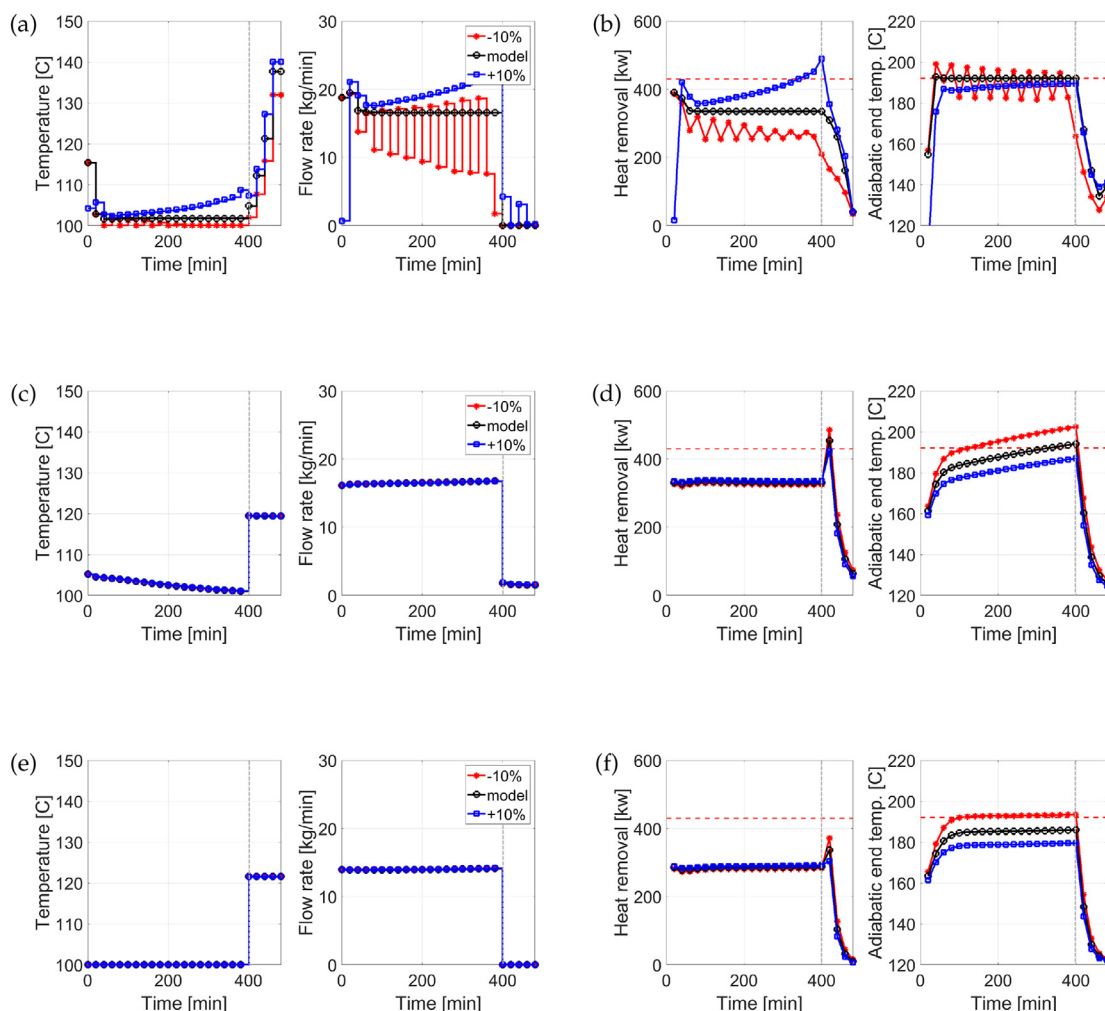 (a)
150
140
130
120
110
100
Temperature [C]
0 200 400
Time [min]
30
20
10
0
Flow rate [kg/min]
-10%
model
+10%
0 200 400
Time [min]
(b)
600
400
200
0
Heat removal [kw]
0 200 400
Time [min]
220
200
180
160
140
120
Adiabatic end temp. [C]
0 200 400
Time [min]
(c)
150
140
130
120
110
100
Temperature [C]
0 200 400
Time [min]
30
20
10
0
Flow rate [kg/min]
-10%
model
+10%
0 200 400
Time [min]
(d)
600
400
200
0
Heat removal [kw]
0 200 400
Time [min]
220
200
180
160
140
120
Adiabatic end temp. [C]
0 200 400
Time [min]
(e)
150
140
130
120
110
100
Temperature [C]
0 200 400
Time [min]
30
20
10
0
Flow rate [kg/min]
-10%
model
+10%
0 200 400
Time [min]
(f)
600
400
200
0
Heat removal [kw]
0 200 400
Time [min]
220
200
180
160
140
120
Adiabatic end temp. [C]
0 200 400
Time [min]